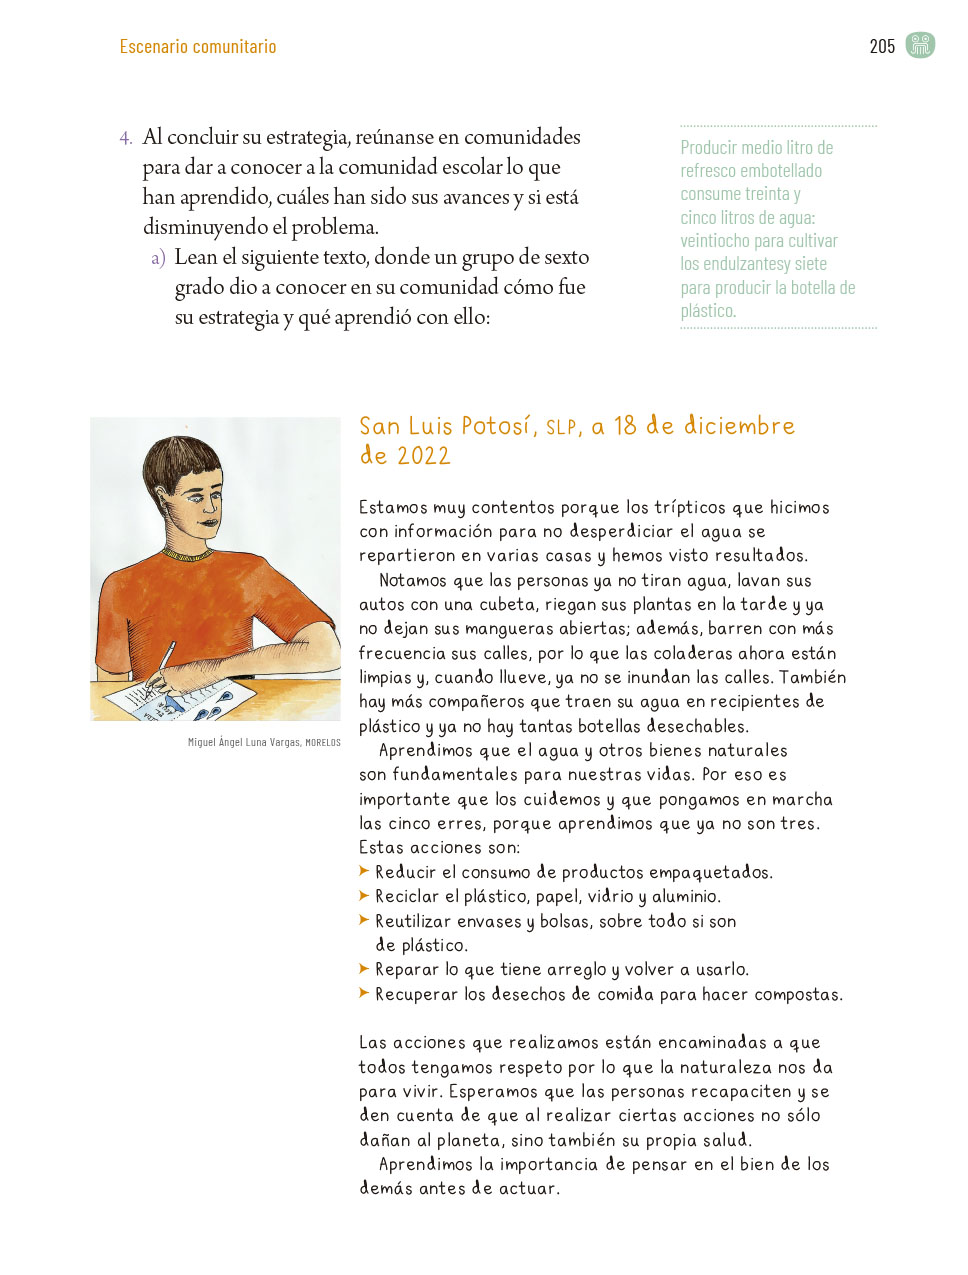 Escenario comunitario
205
4. Al concluir su estrategia, reúnanse en comunidades
para dar a conocer a la comunidad escolar lo que
han aprendido, cuáles han sido sus avances y si está
disminuyendo el problema.
a) Lean el siguiente texto, donde un grupo de sexto
grado dio a conocer en su comunidad cómo fue
su estrategia y qué aprendió con ello:
Producir medio litro de
refresco embotellado
consume treinta y
cinco litros de agua:
veintiocho para cultivar
los endulzantesy siete
para producir la botella de
plástico.
San Luis Potosí, SLP, a 18 de diciembre
de 2022
Estamos muy contentos porque los trípticos que hicimos
con información para no desperdiciar el agua se
repartieron en varias casas y hemos visto resultados.
Notamos que las personas ya no tiran agua, lavan sus
autos con una cubeta, riegan sus plantas en la tarde y ya
no dejan sus mangueras abiertas; además, barren con más
frecuencia sus calles, por lo que las coladeras ahora están
limpias y, cuando llueve, ya no se inundan las calles. También
hay más compañeros que traen su agua en recipientes de
plástico y ya no hay tantas botellas desechables.
Aprendimos que el agua y otros bienes naturales
son fundamentales para nuestras vidas. Por eso es
importante que los cuidemos y que pongamos en marcha
las cinco erres, porque aprendimos que ya no son tres.
Estas acciones son:
➤ Reducir el consumo de productos empaquetados.
➤ Reciclar el plástico, papel, vidrio y aluminio.
➤ Reutilizar envases y bolsas, sobre todo si son
de plástico.
➤ Reparar lo que tiene arreglo y volver a usarlo.
➤ Recuperar los desechos de comida para hacer compostas.
Las acciones que realizamos están encaminadas a que
todos tengamos respeto por lo que la naturaleza nos da
para vivir. Esperamos que las personas recapaciten y se
den cuenta de que al realizar ciertas acciones no sólo
dañan al planeta, sino también su propia salud.
Aprendimos la importancia de pensar en el bien de los
demás antes de actuar.
Miguel Ángel Luna Vargas, MORELOS